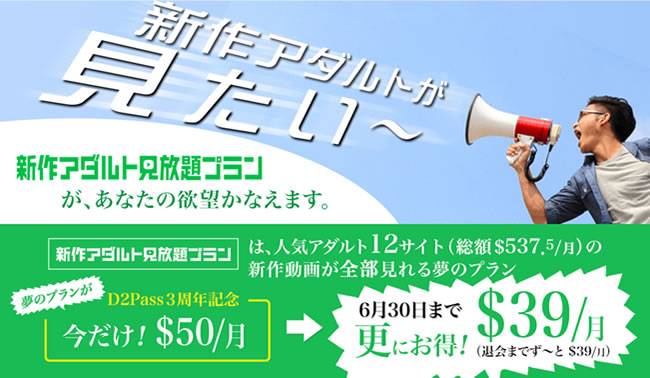 新作アダルトが
見たい～
新作アダルト見放題プラン
が、あなたの欲望かなえます。
新作アダルト見放題プラン は、人気アダルト12サイト（総額$537.5/月）の
新作動画が全部見れる夢のプラン
夢のプランが
D2Pass3周年記念
今だけ！$50/月
6月30日まで
更にお得！
$39/月
（退会までず～と $39/月）